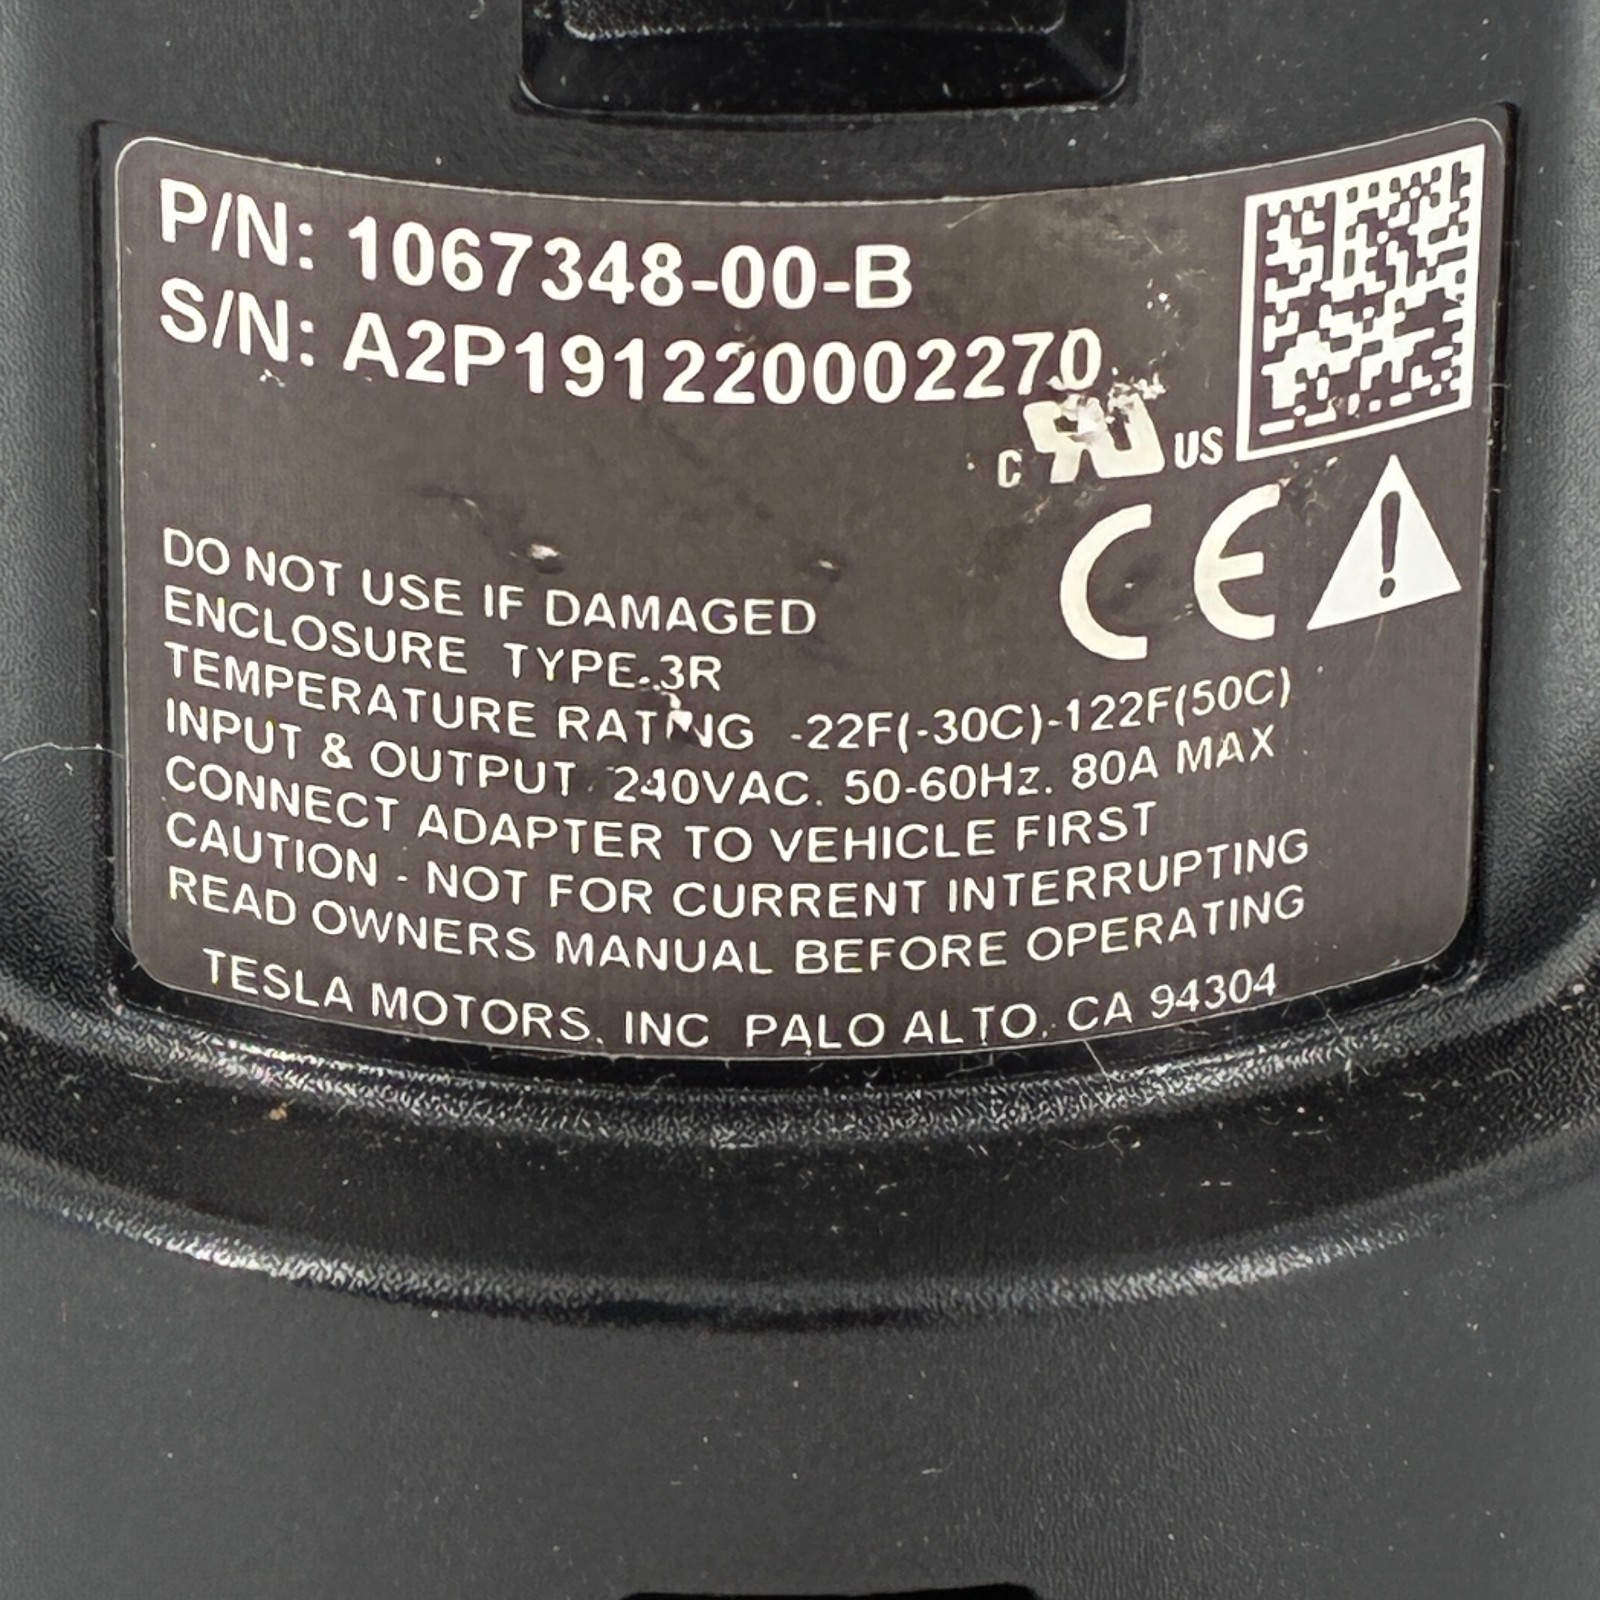 P/N: 1067348-00-B
S/N: A2P191220002270
C RU US
CE
DO NOT USE IF DAMAGED
ENCLOSURE TYPE 3R
TEMPERATURE RATING -22F(-30C)-122F(50C)
INPUT & OUTPUT 240VAC. 50-60Hz. 80A MAX
CONNECT ADAPTER TO VEHICLE FIRST
CAUTION - NOT FOR CURRENT INTERRUPTING
READ OWNERS MANUAL BEFORE OPERATING
TESLA MOTORS, INC PALO ALTO, CA 94304